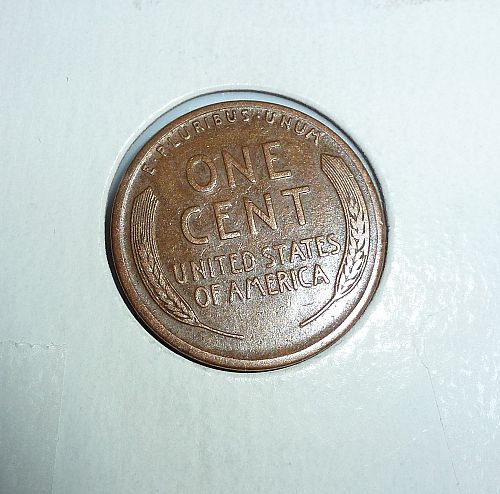 E·PLURIBUS·UNUM
ONE
CENT
UNITED STATES
OF AMERICA